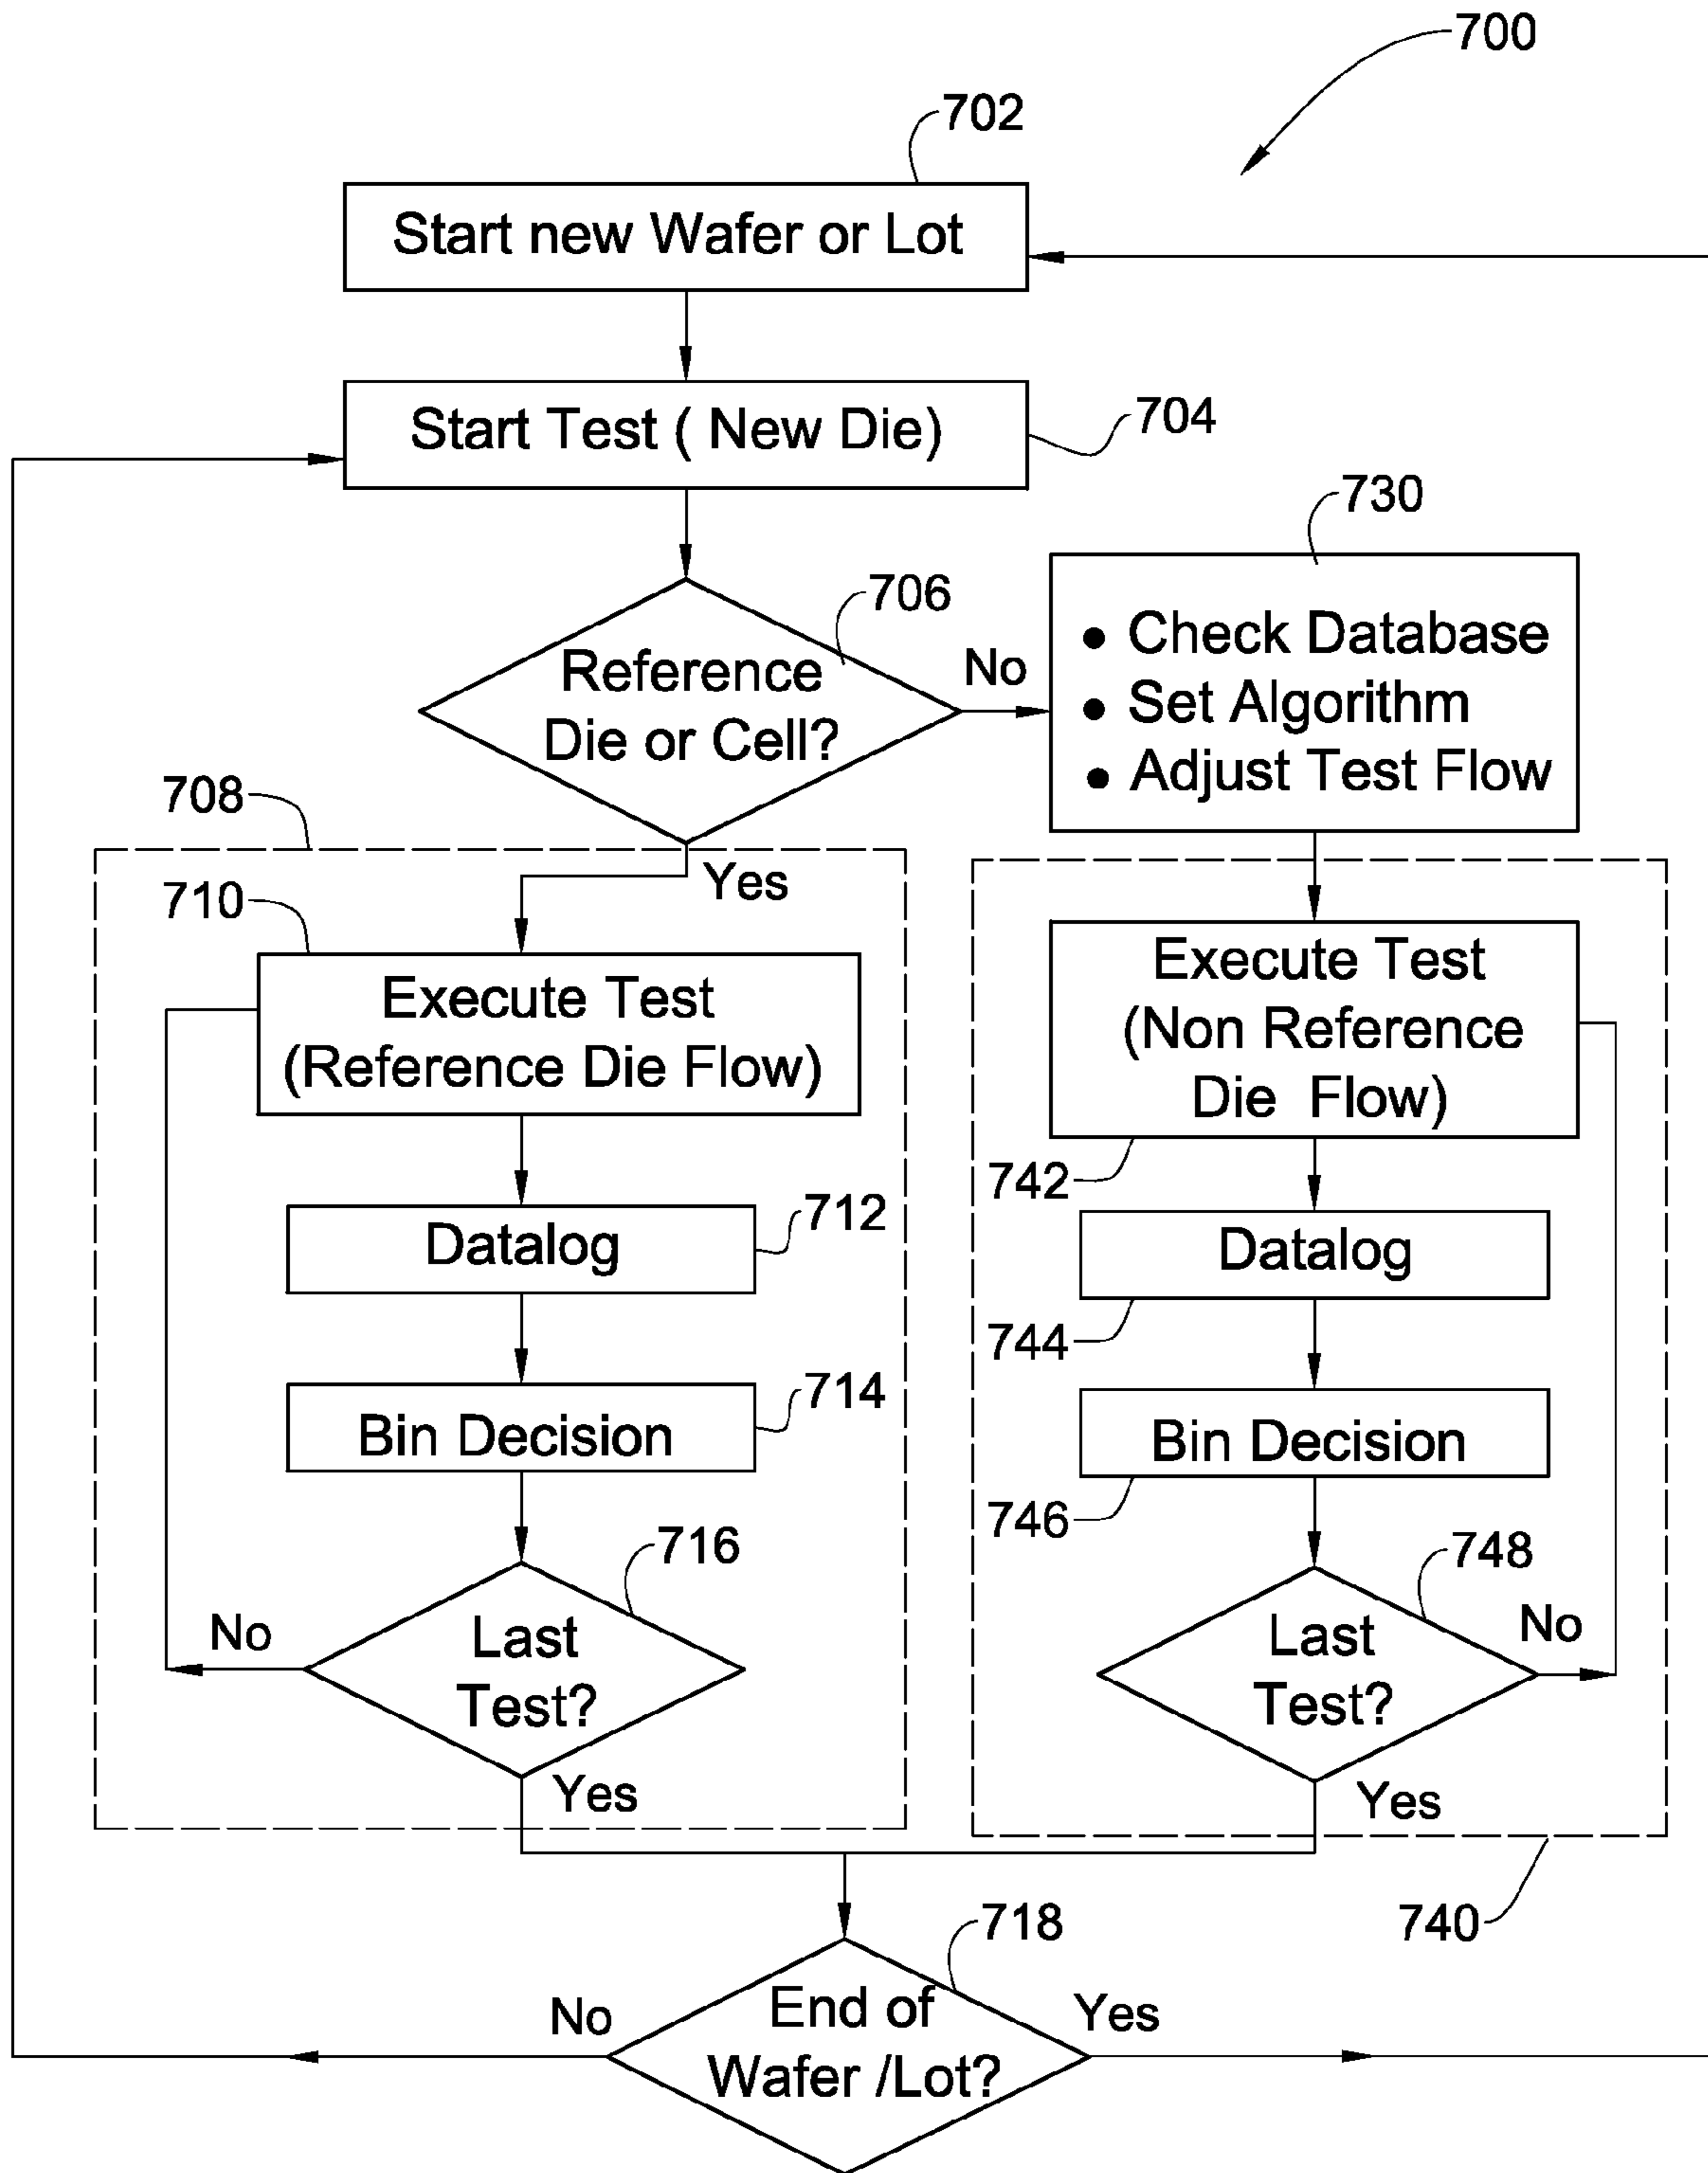 700
702
Start new Wafer or Lot
Start Test ( New Die)
704
730
706
Reference
Die or Cell?
No
• Check Database
• Set Algorithm
• Adjust Test Flow
708
Yes
710
Execute Test
(Reference Die Flow)
Execute Test
(Non Reference
Die Flow)
742
712
Datalog
Datalog
744
714
Bin Decision
Bin Decision
746
716
748
No
Last
Test?
Last
Test?
No
Yes
Yes
740
718
No
End of
Wafer /Lot?
Yes